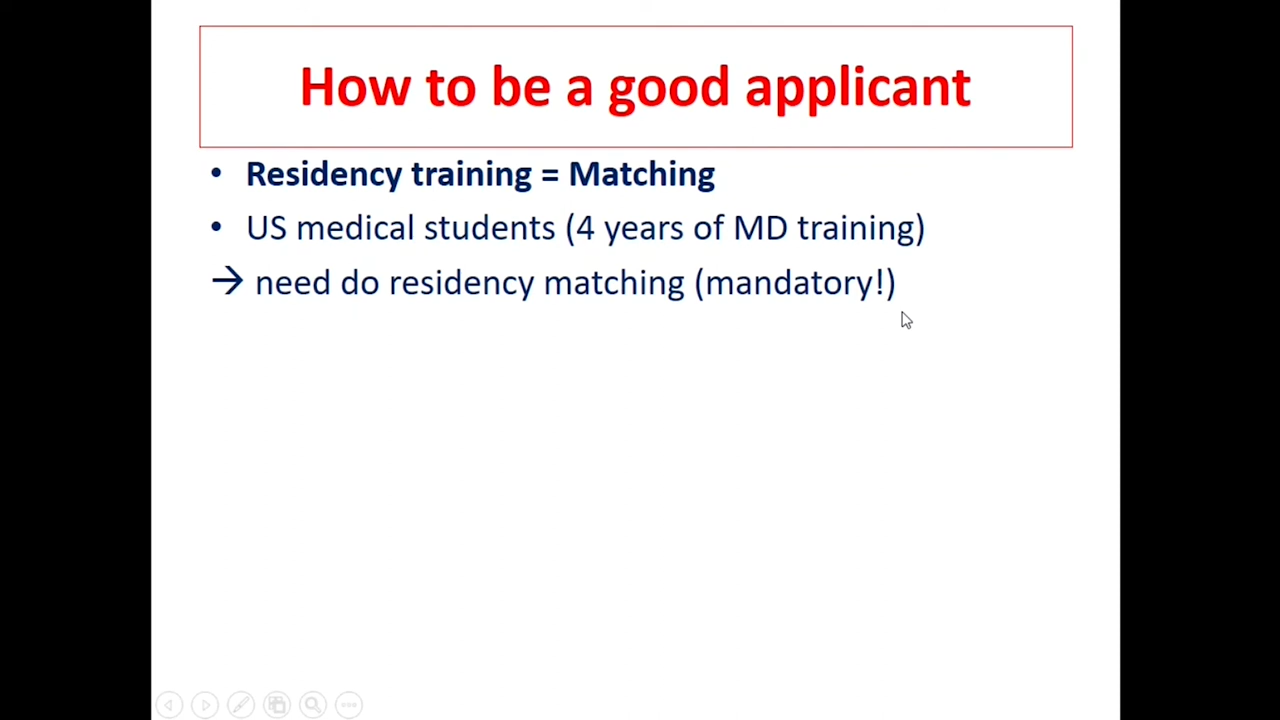 How to be a good applicant
• Residency training = Matching
• US medical students (4 years of MD training)
→ need do residency matching (mandatory!)